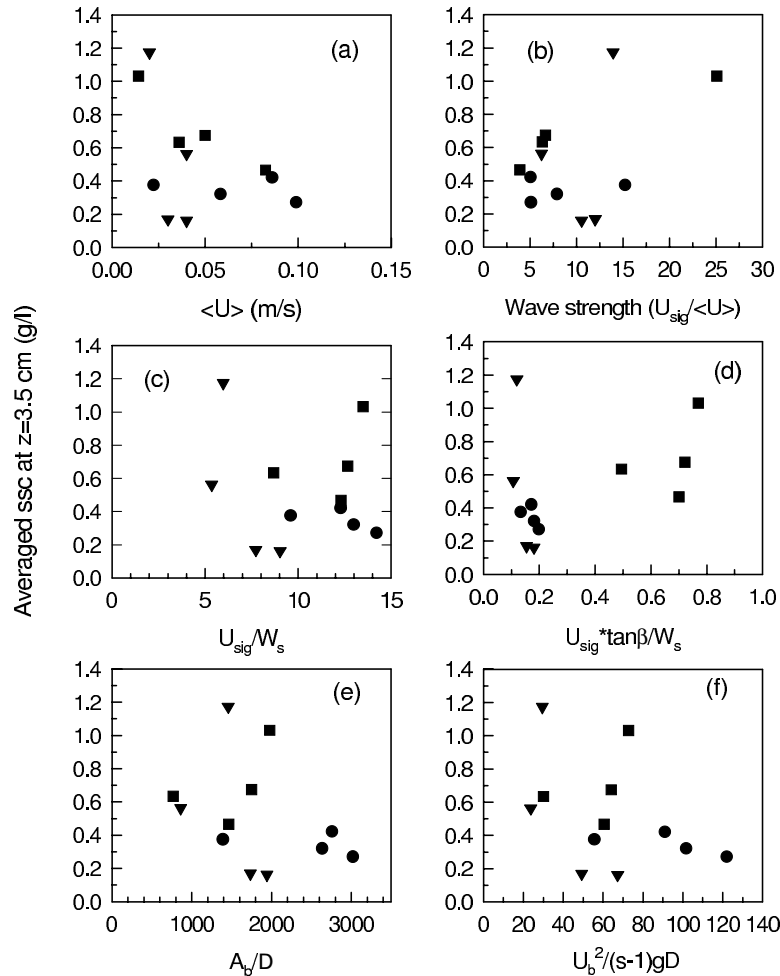 Averaged ssc at z=3.5 cm (g/l)
1.4
1.2
1.0
0.8
0.6
0.4
0.2
0.0
(a)
0.00 0.05 0.10 0.15
<U> (m/s)
1.4
1.2
1.0
0.8
0.6
0.4
0.2
0.0
(b)
0 5 10 15 20 25 30
Wave strength (U_sig/<U>)
1.4
1.2
1.0
0.8
0.6
0.4
0.2
0.0
(c)
0 5 10 15
U_sig/W_s
1.4
1.2
1.0
0.8
0.6
0.4
0.2
0.0
(d)
0.0 0.2 0.4 0.6 0.8 1.0
U_sig*tanβ/W_s
1.4
1.2
1.0
0.8
0.6
0.4
0.2
0.0
(e)
0 1000 2000 3000
A_b/D
1.4
1.2
1.0
0.8
0.6
0.4
0.2
0.0
(f)
0 20 40 60 80 100 120 140
U_b²/(s-1)gD